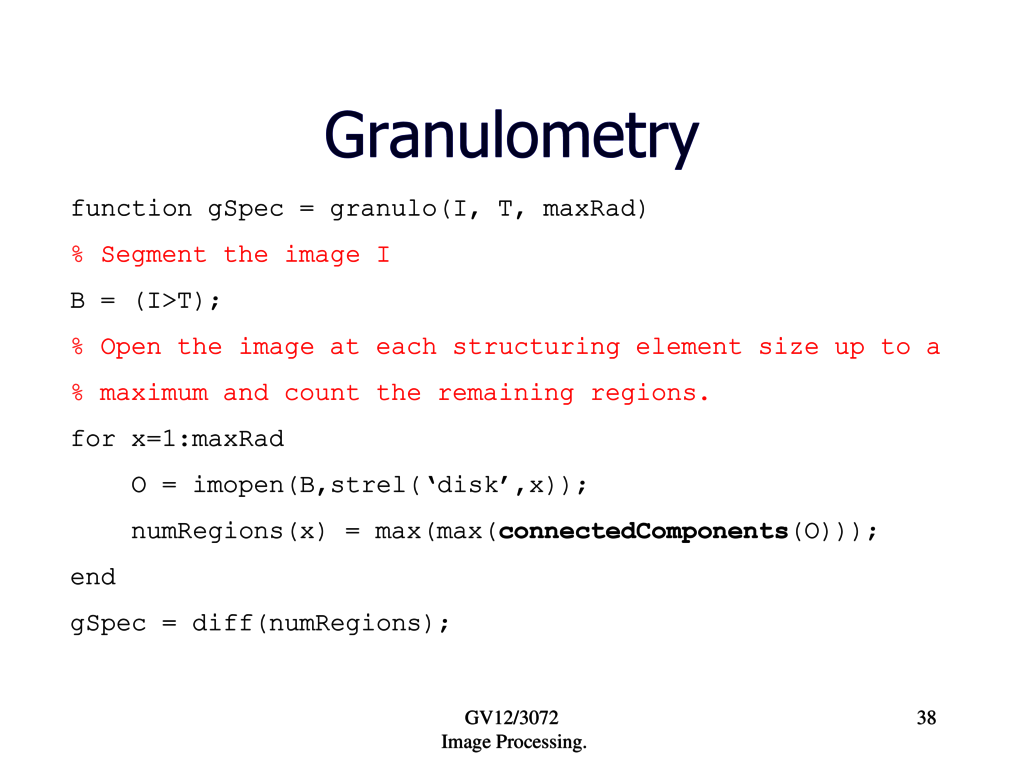 Granulometry
function gSpec = granulo(I, T, maxRad)
% Segment the image I
B = (I>T);
% Open the image at each structuring element size up to a
% maximum and count the remaining regions.
for x=1:maxRad
O = imopen(B,strel(‘disk’,x));
numRegions(x) = max(max(connectedComponents(O)));
end
gSpec = diff(numRegions);
GV12/3072
Image Processing.
38